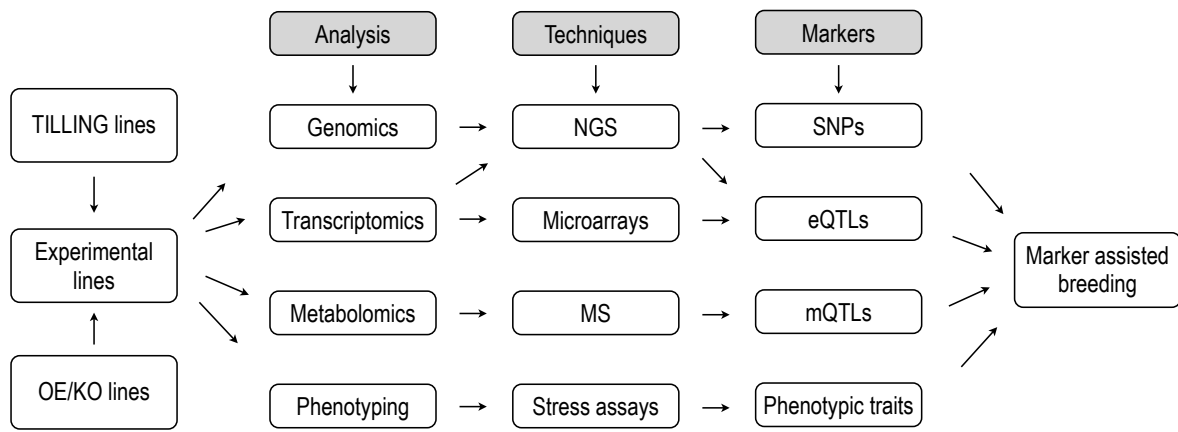 Analysis
Techniques
Markers
TILLING lines
Genomics
NGS
SNPs
Experimental
lines
Transcriptomics
Microarrays
eQTLs
Marker assisted
breeding
Metabolomics
MS
mQTLs
OE/KO lines
Phenotyping
Stress assays
Phenotypic traits